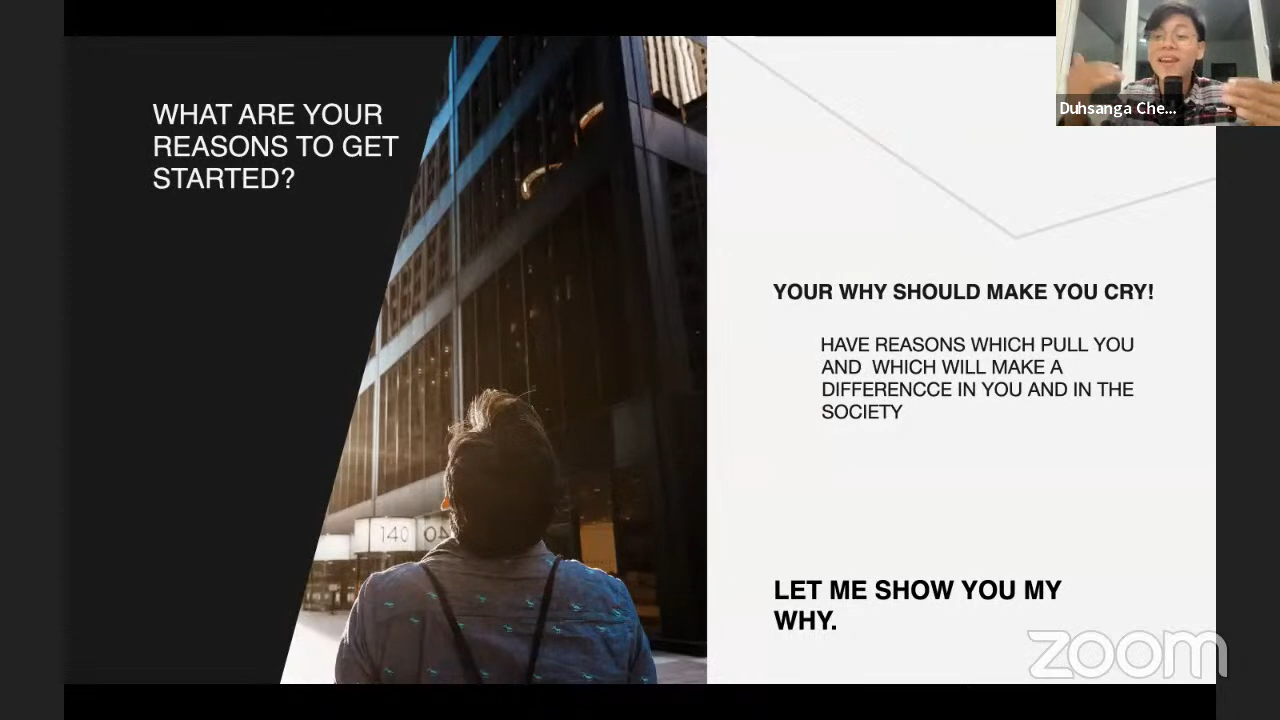 WHAT ARE YOUR
REASONS TO GET
STARTED?
140
Duhsanga Che...
YOUR WHY SHOULD MAKE YOU CRY!
HAVE REASONS WHICH PULL YOU
AND WHICH WILL MAKE A
DIFFERENCCE IN YOU AND IN THE
SOCIETY
LET ME SHOW YOU MY
WHY.
zoom